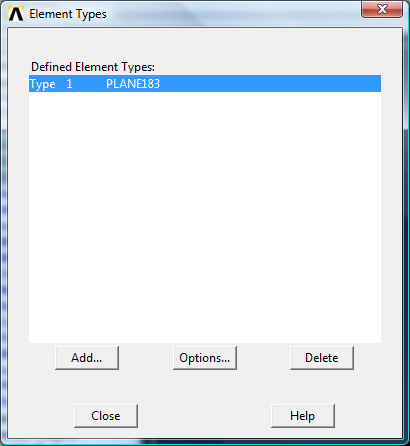 Element Types
Defined Element Types:
Type 1 PLANE183
Add... Options... Delete
Close Help